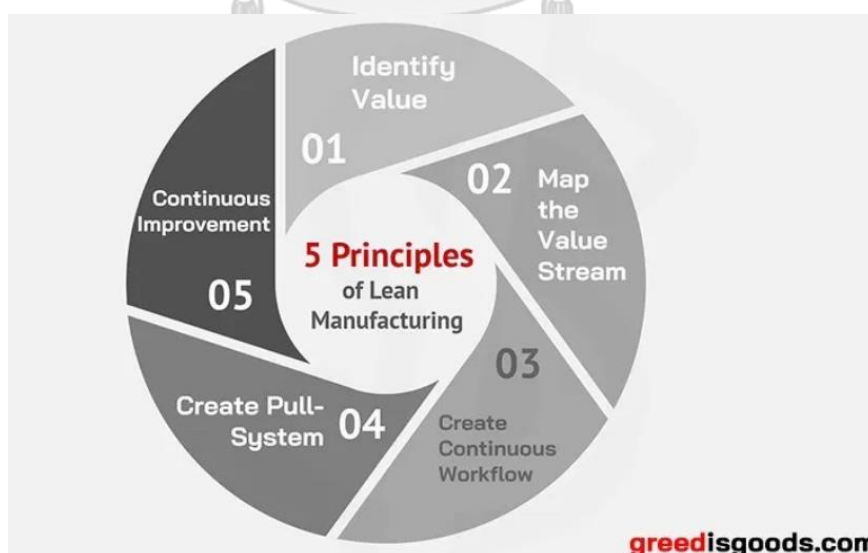 Identify
Value
01
02
Map
the
Value
Stream
03
Create
Continuous
Workflow
Create Pull-
System
04
Continuous
Improvement
05
5 Principles
of Lean
Manufacturing
greedisgoods.com